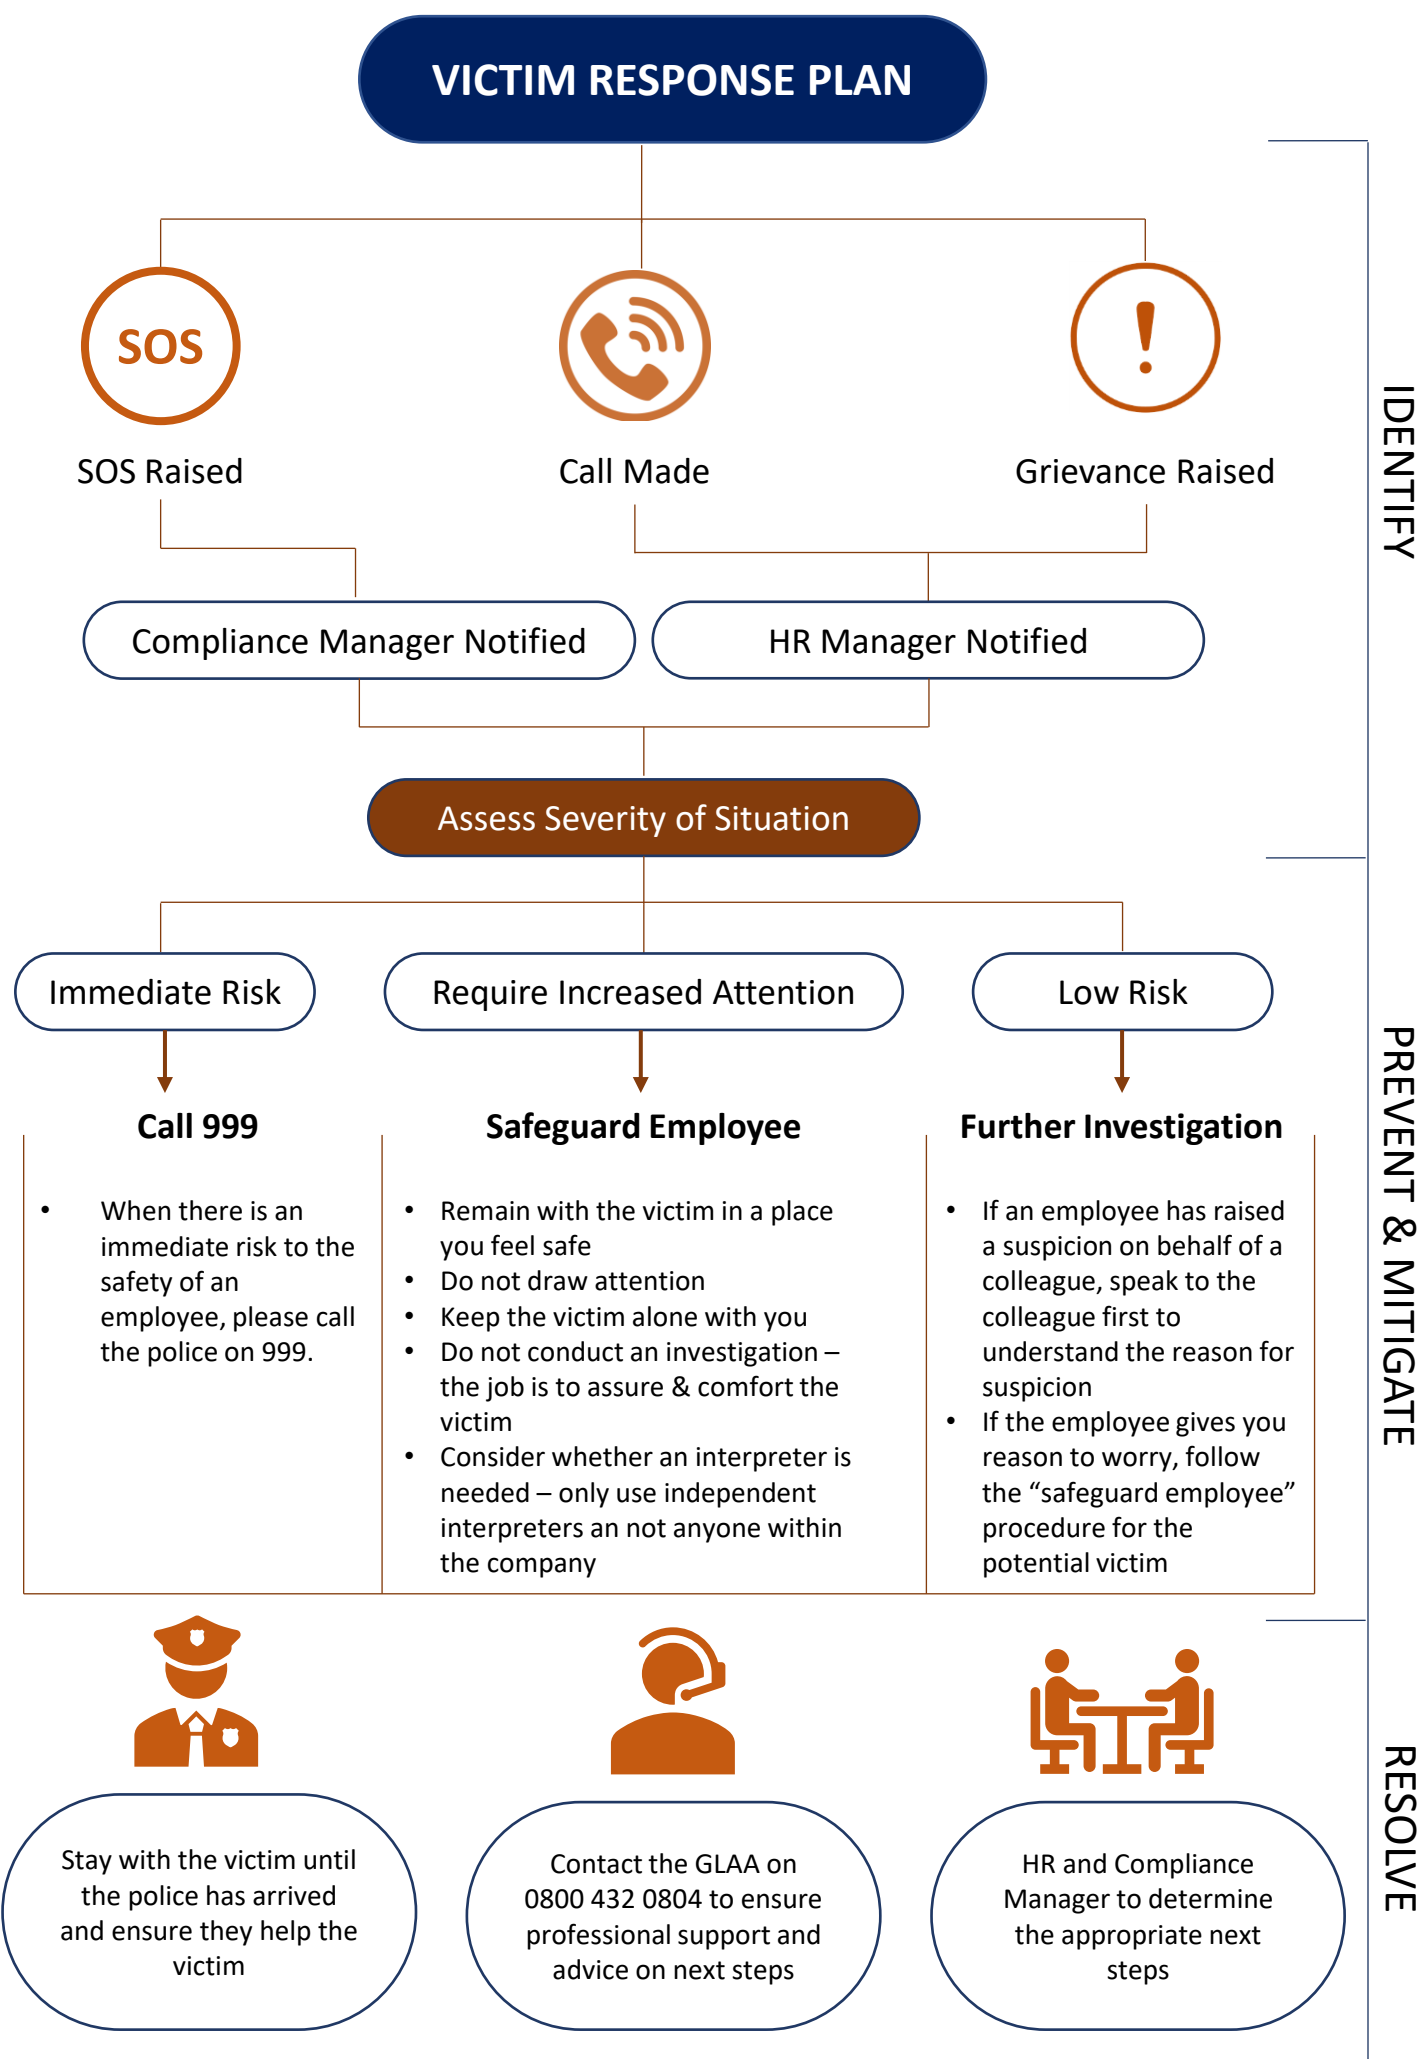 VICTIM RESPONSE PLAN
SOS
SOS Raised
Call Made
Grievance Raised
IDENTIFY
Compliance Manager Notified
HR Manager Notified
Assess Severity of Situation
Immediate Risk
Require Increased Attention
Low Risk
PREVENT & MITIGATE
Call 999
• When there is an
immediate risk to the
safety of an
employee, please call
the police on 999.
Safeguard Employee
• Remain with the victim in a place
you feel safe
• Do not draw attention
• Keep the victim alone with you
• Do not conduct an investigation –
the job is to assure & comfort the
victim
• Consider whether an interpreter is
needed – only use independent
interpreters an not anyone within
the company
Further Investigation
• If an employee has raised
a suspicion on behalf of a
colleague, speak to the
colleague first to
understand the reason for
suspicion
• If the employee gives you
reason to worry, follow
the “safeguard employee”
procedure for the
potential victim
RESOLVE
Stay with the victim until
the police has arrived
and ensure they help the
victim
Contact the GLAA on
0800 432 0804 to ensure
professional support and
advice on next steps
HR and Compliance
Manager to determine
the appropriate next
steps